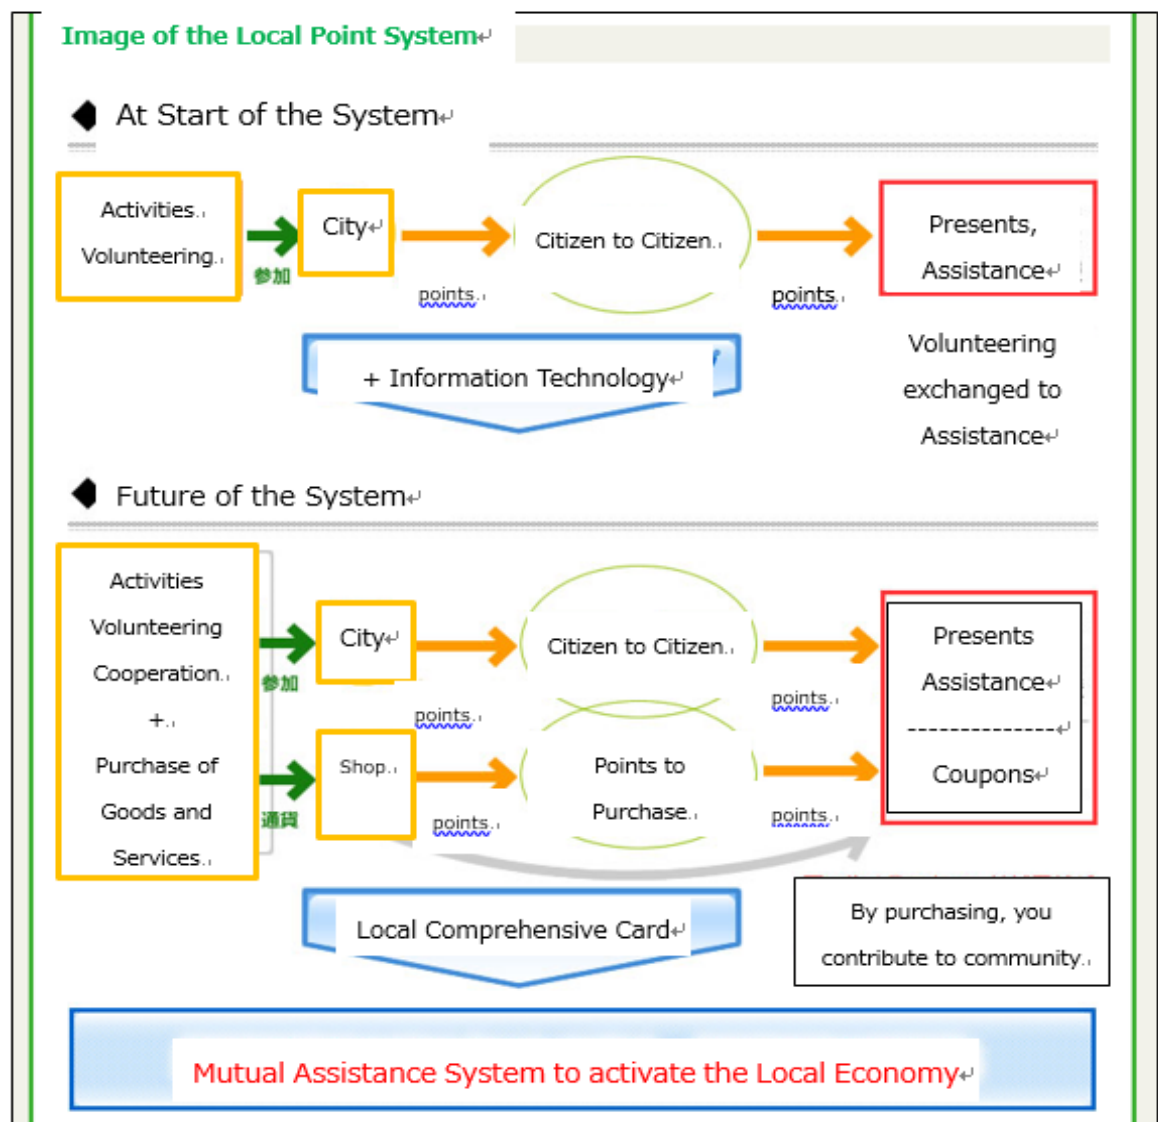 Image of the Local Point System
At Start of the System
Activities
Volunteering
参加
City
points
Citizen to Citizen
points
Presents,
Assistance
+ Information Technology
Volunteering
exchanged to
Assistance
Future of the System
Activities
Volunteering
Cooperation
+
Purchase of
Goods and
Services
参加
City
points
Citizen to Citizen
points
Presents
Assistance
--------------
Coupons
通貨
Shop
points
Points to
Purchase
points
Local Comprehensive Card
By purchasing, you
contribute to community.
Mutual Assistance System to activate the Local Economy